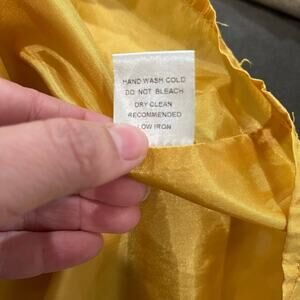 HAND WASH COLD
DO NOT BLEACH
DRY CLEAN
RECOMMENDED
LOW IRON